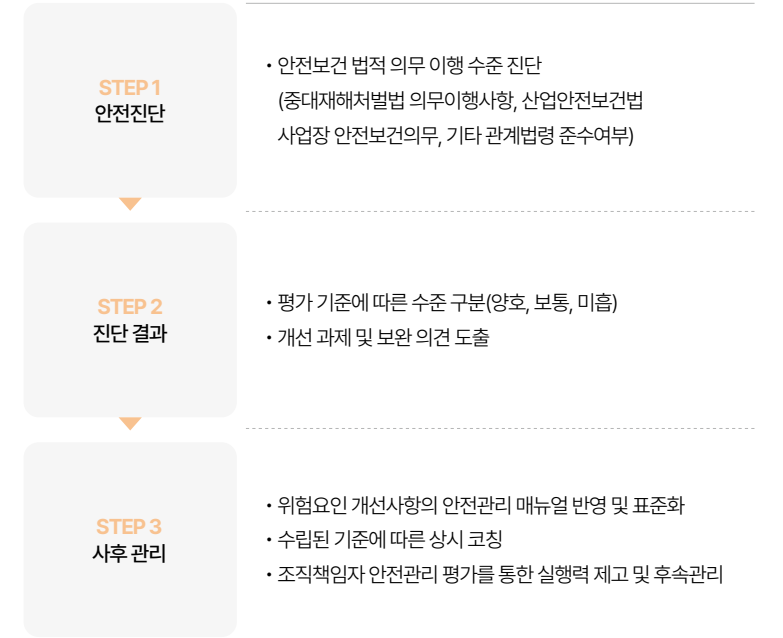 STEP 1
안전진단
• 안전보건 법적 의무 이행 수준 진단
(중대재해처벌법 의무이행사항, 산업안전보건법
사업장 안전보건의무, 기타 관계법령 준수여부)
STEP 2
진단 결과
• 평가 기준에 따른 수준 구분(양호, 보통, 미흡)
• 개선 과제 및 보완 의견 도출
STEP 3
사후 관리
• 위험요인 개선사항의 안전관리 매뉴얼 반영 및 표준화
• 수립된 기준에 따른 상시 코칭
• 조직책임자 안전관리 평가를 통한 실행력 제고 및 후속관리